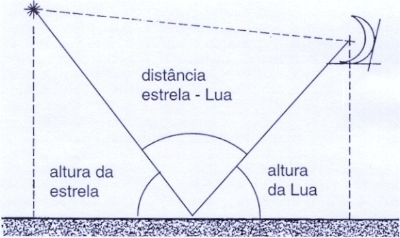 distância
estrela - Lua
altura da
estrela
altura
da Lua